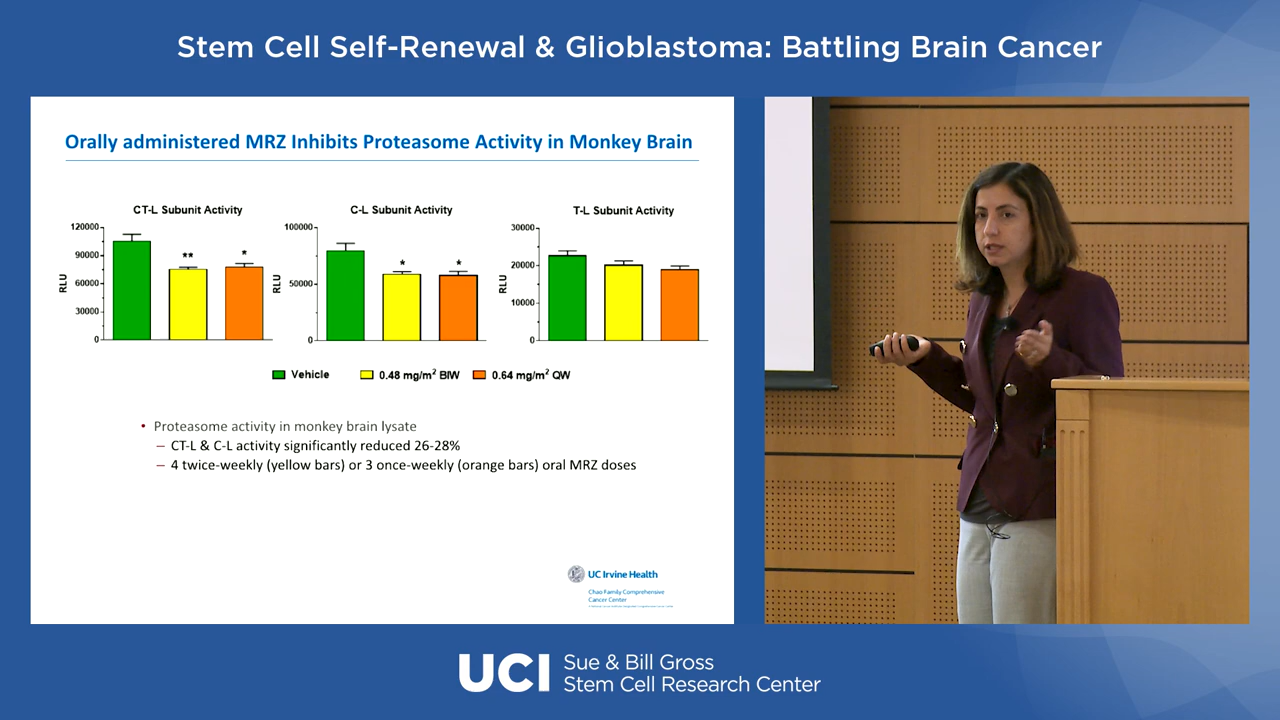 Stem Cell Self-Renewal & Glioblastoma: Battling Brain Cancer
Orally administered MRZ Inhibits Proteasome Activity in Monkey Brain
CT-L Subunit Activity
120000
90000
60000
30000
0
RLU
**
*
C-L Subunit Activity
100000
50000
0
RLU
*
*
T-L Subunit Activity
30000
20000
10000
0
RLU
Vehicle
0.48 mg/m² BIW
0.64 mg/m² QW
• Proteasome activity in monkey brain lysate
– CT-L & C-L activity significantly reduced 26-28%
– 4 twice-weekly (yellow bars) or 3 once-weekly (orange bars) oral MRZ doses
UC Irvine Health
Chao Family Comprehensive
Cancer Center
UCI
Sue & Bill Gross
Stem Cell Research Center